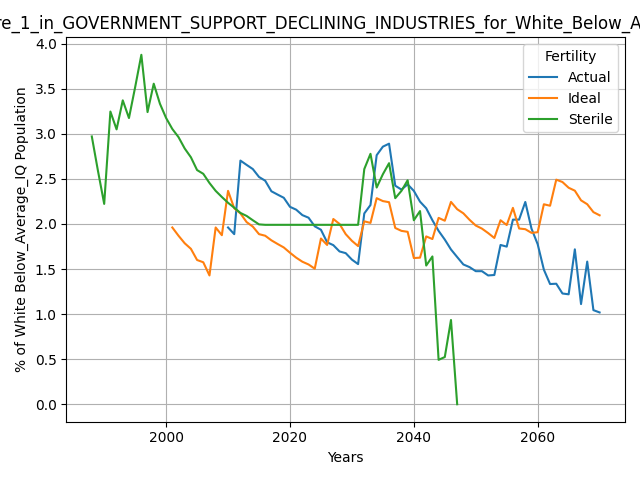 re_1_in_GOVERNMENT_SUPPORT_DECLINING_INDUSTRIES_for_White_Below_A
Fertility
Actual
Ideal
Sterile
% of White Below_Average_IQ Population
4.0
3.5
3.0
2.5
2.0
1.5
1.0
0.5
0.0
2000
2020
2040
2060
Years